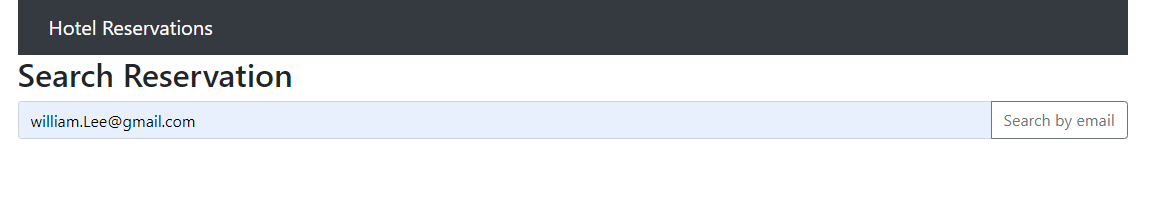 Hotel Reservations
Search Reservation
william.Lee@gmail.com Search by email